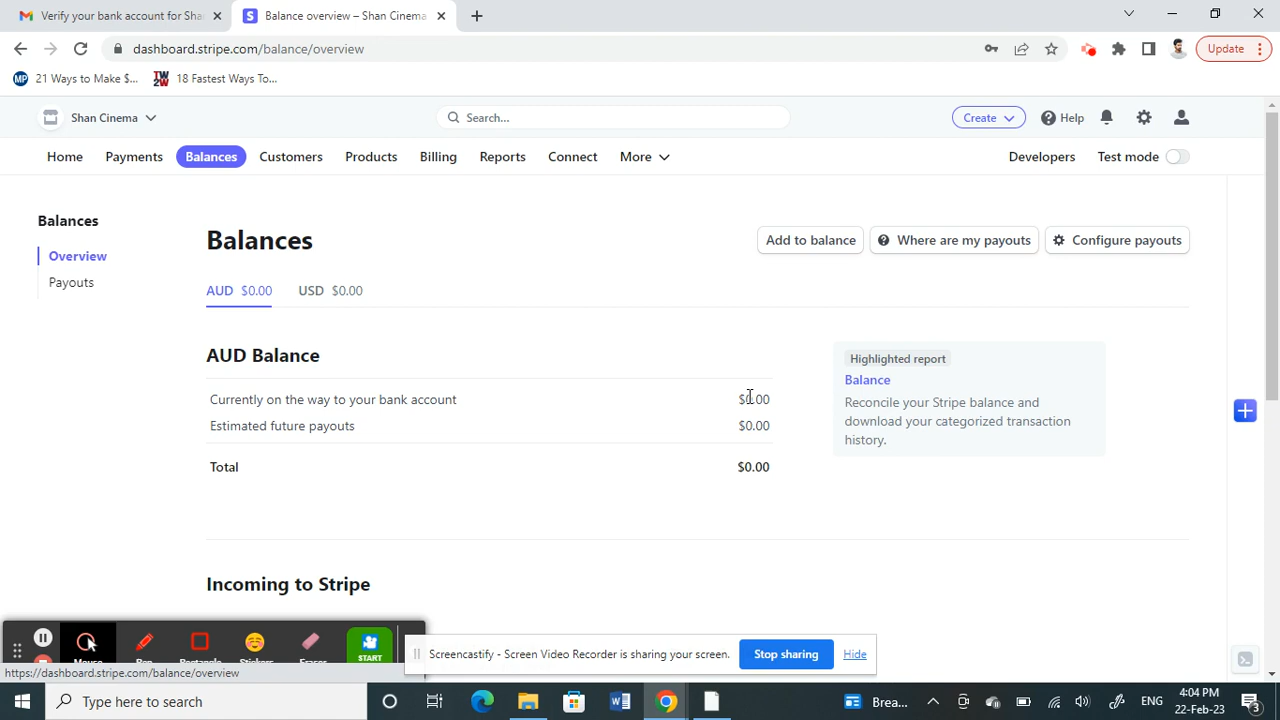 Verify your bank account for Sha
Balance overview – Shan Cinema
dashboard.stripe.com/balance/overview
Update
MP 21 Ways to Make $...
TW2W 18 Fastest Ways To...
Shan Cinema
Search...
Create
Help
Home
Payments
Balances
Customers
Products
Billing
Reports
Connect
More
Developers
Test mode
Balances
Overview
Payouts
Balances
Add to balance
Where are my payouts
Configure payouts
AUD $0.00
USD $0.00
AUD Balance
Currently on the way to your bank account $0.00
Estimated future payouts $0.00
Total $0.00
Highlighted report
Balance
Reconcile your Stripe balance and
download your categorized transaction
history.
Incoming to Stripe
Mouse
Pen
Rectangle
Stickers
Eraser
START
Screencastify - Screen Video Recorder is sharing your screen.
Stop sharing
Hide
https://dashboard.stripe.com/balance/overview
Type here to search
Brea...
ENG
4:04 PM
22-Feb-23
3